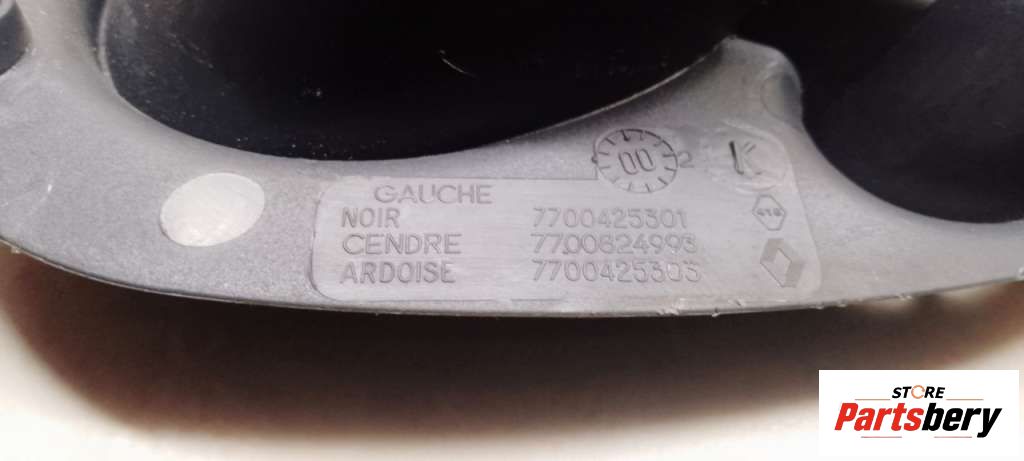 00 2
K
GAUCHE
NOIR 7700425301
CENDRE 7700824993
ARDOISE 7700425303
STORE
Partsbery